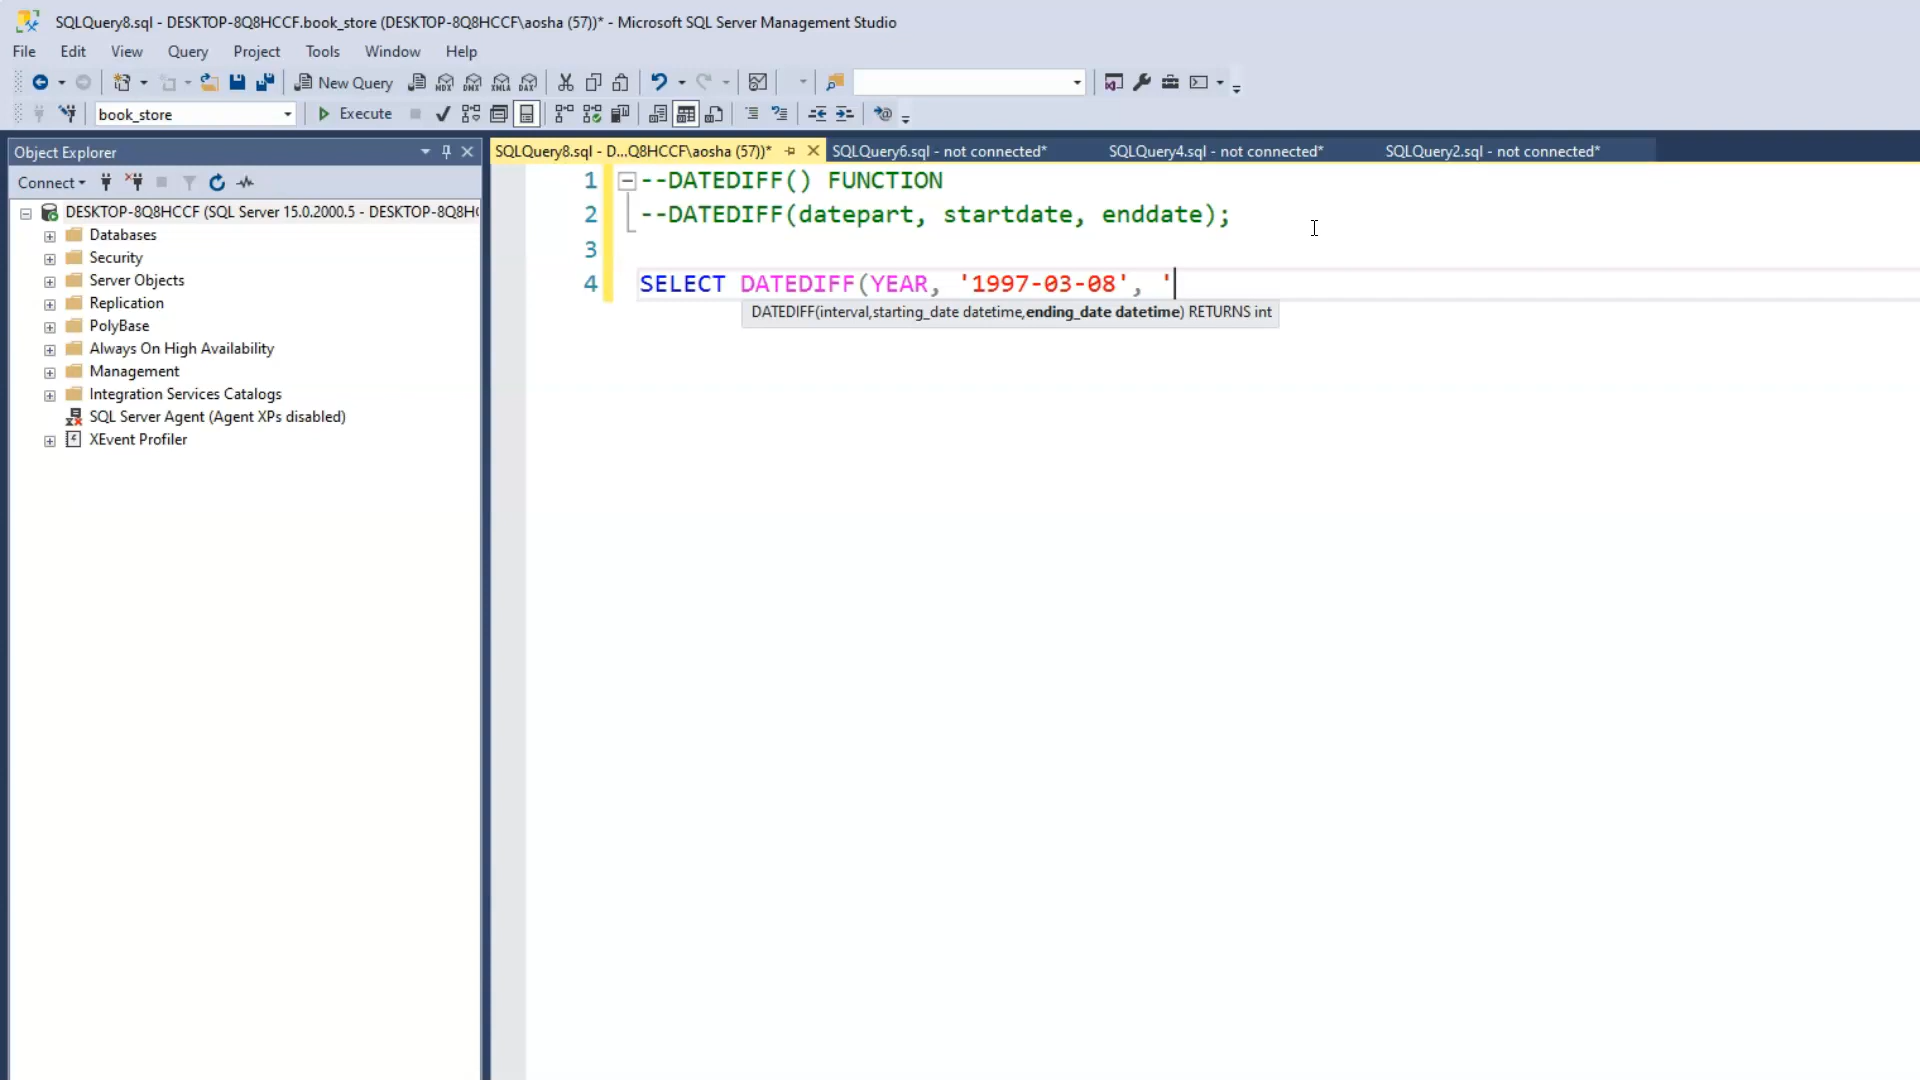 SQLQuery8.sql - DESKTOP-8Q8HCCF.book_store (DESKTOP-8Q8HCCF\aosha (57))* - Microsoft SQL Server Management Studio
File Edit View Query Project Tools Window Help
New Query MDX DMX XMLA DAX
book_store Execute
Object Explorer
SQLQuery8.sql - D...Q8HCCF\aosha (57))* SQLQuery6.sql - not connected* SQLQuery4.sql - not connected* SQLQuery2.sql - not connected*
Connect
DESKTOP-8Q8HCCF (SQL Server 15.0.2000.5 - DESKTOP-8Q8H
Databases
Security
Server Objects
Replication
PolyBase
Always On High Availability
Management
Integration Services Catalogs
SQL Server Agent (Agent XPs disabled)
XEvent Profiler
1 --DATEDIFF() FUNCTION
2 --DATEDIFF(datepart, startdate, enddate);
3
4 SELECT DATEDIFF(YEAR, '1997-03-08', '
DATEDIFF(interval,starting_date datetime,ending_date datetime) RETURNS int